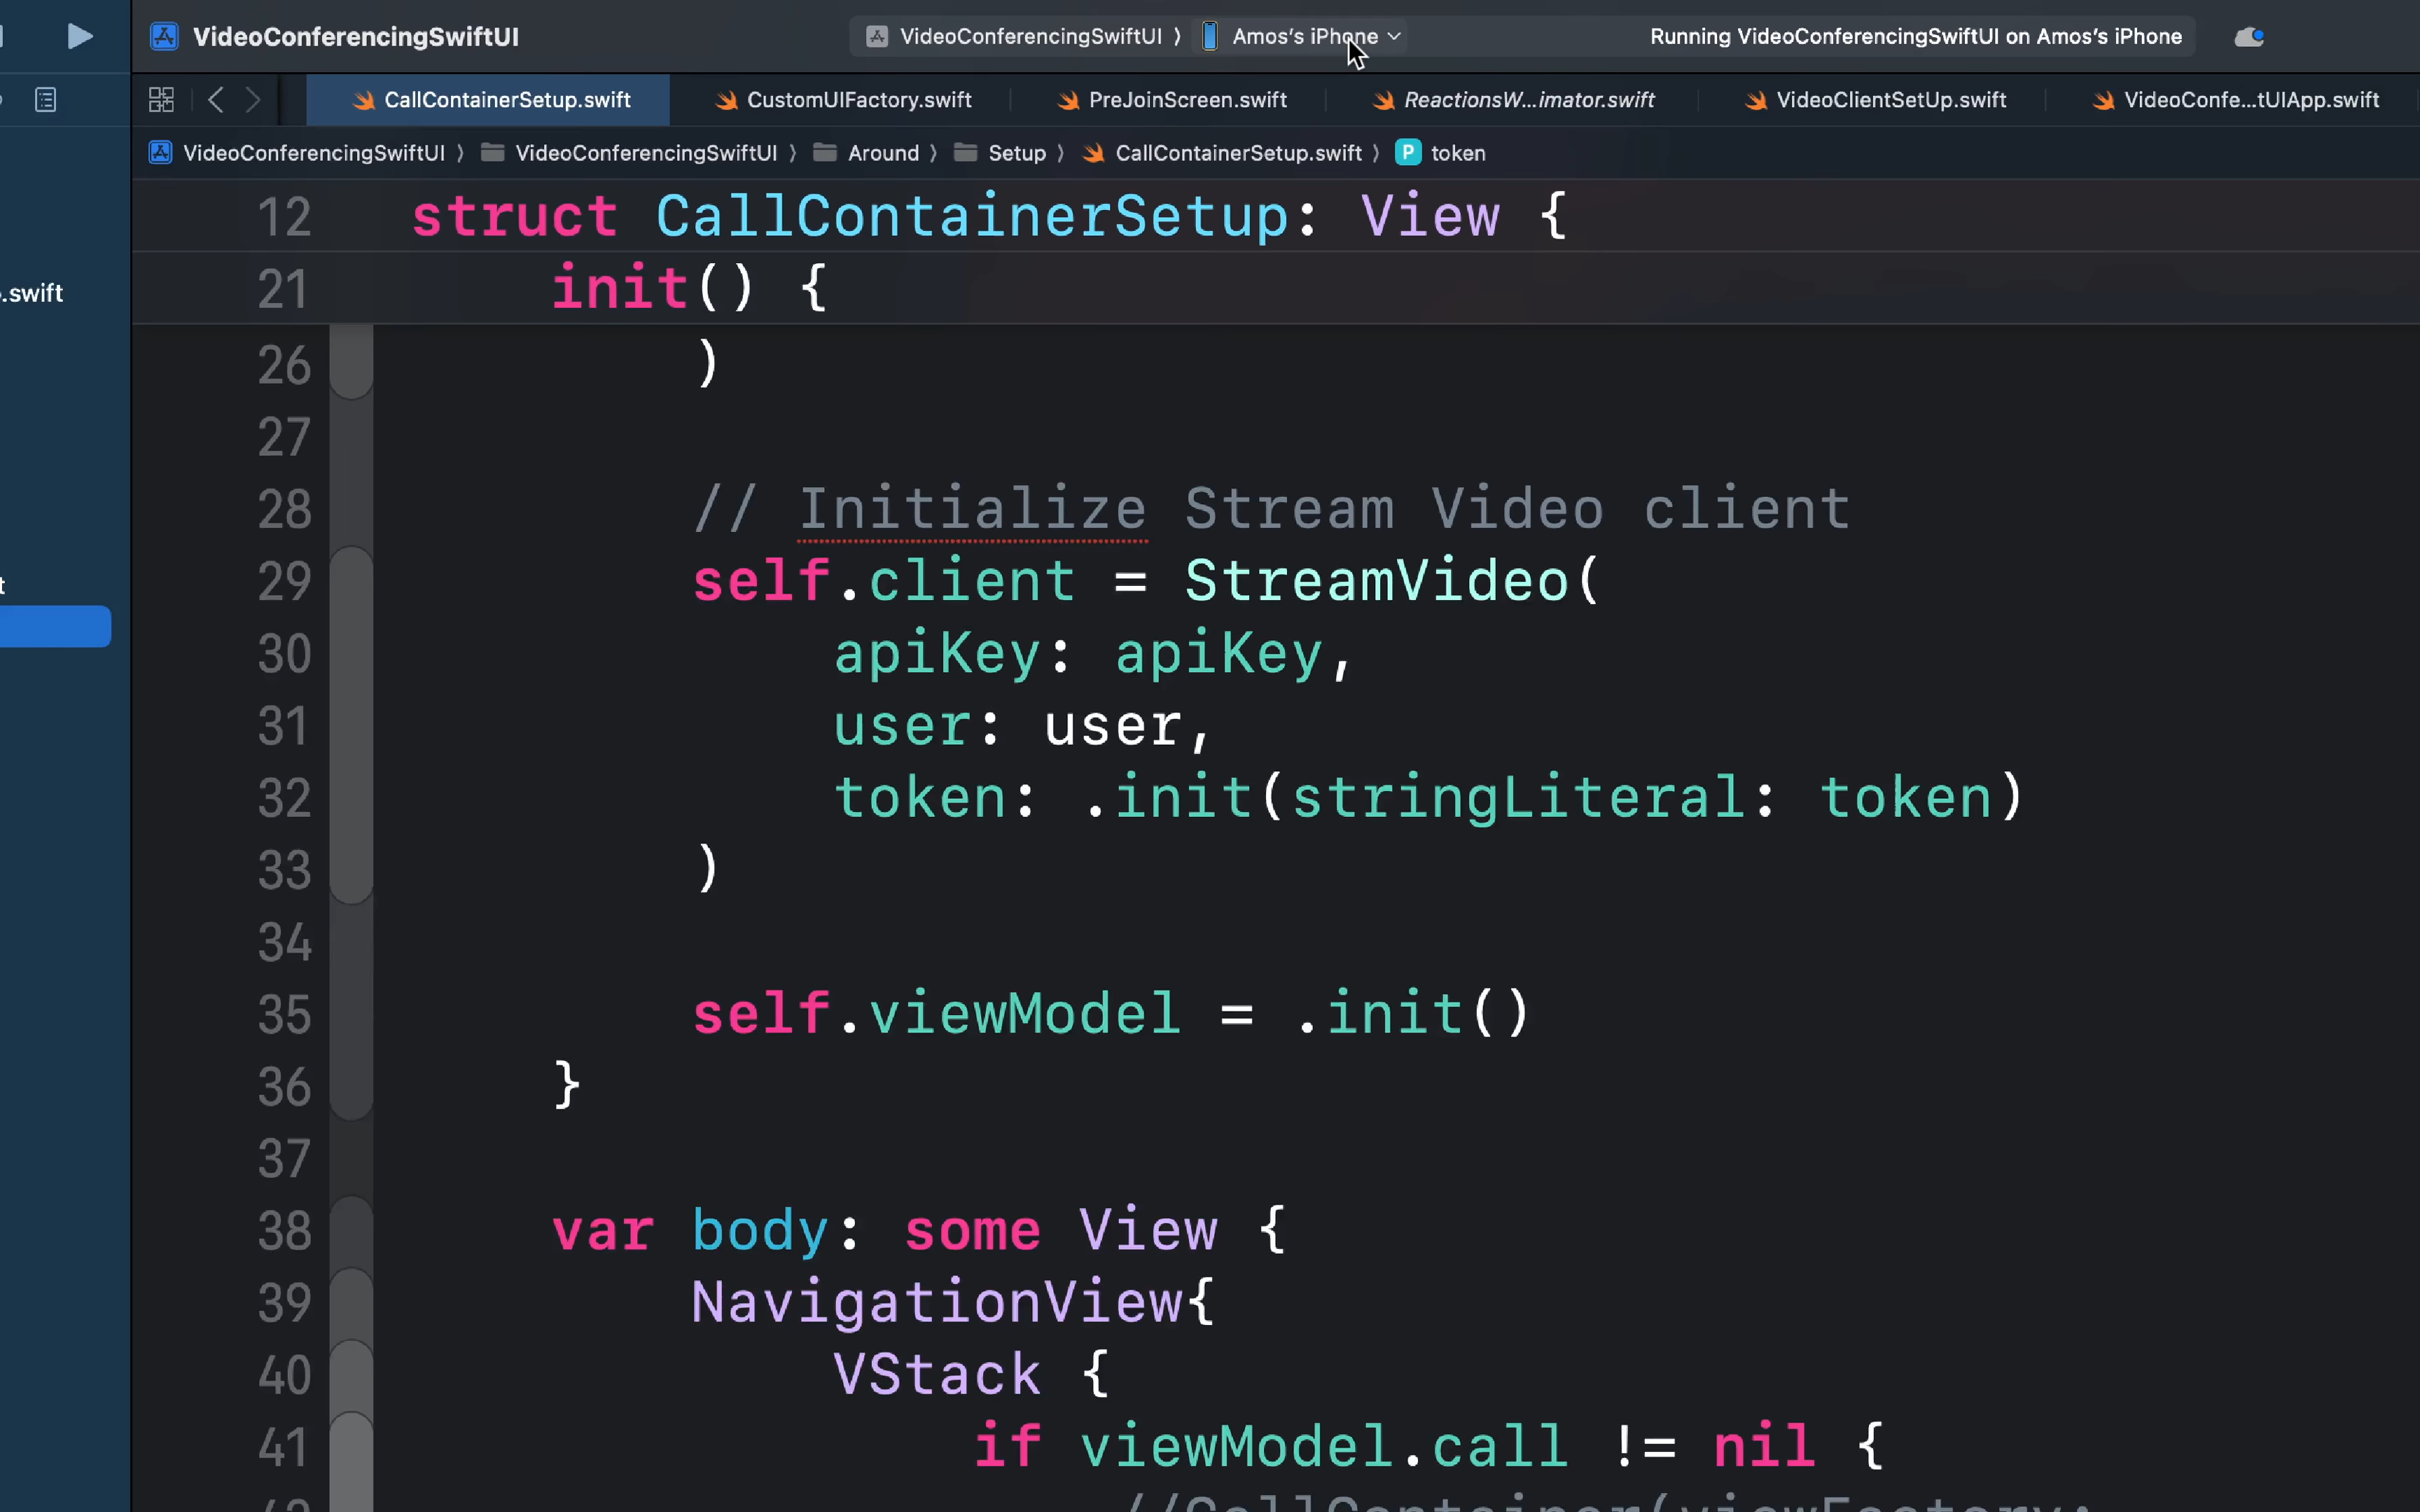 VideoConferencingSwiftUI
VideoConferencingSwiftUI 〉 Amos's iPhone
Running VideoConferencingSwiftUI on Amos's iPhone
CallContainerSetup.swift
CustomUIFactory.swift
PreJoinScreen.swift
ReactionsW...imator.swift
VideoClientSetUp.swift
VideoConfe...tUIApp.swift
VideoConferencingSwiftUI 〉 VideoConferencingSwiftUI 〉 Around 〉 Setup 〉 CallContainerSetup.swift 〉 P token
.swift
t
12 struct CallContainerSetup: View {
21 init() {
26 )
27
28 // Initialize Stream Video client
29 self.client = StreamVideo(
30 apiKey: apiKey,
31 user: user,
32 token: .init(stringLiteral: token)
33 )
34
35 self.viewModel = .init()
36 }
37
38 var body: some View {
39 NavigationView{
40 VStack {
41 if viewModel.call != nil {
//CallContainer(viewFactory: